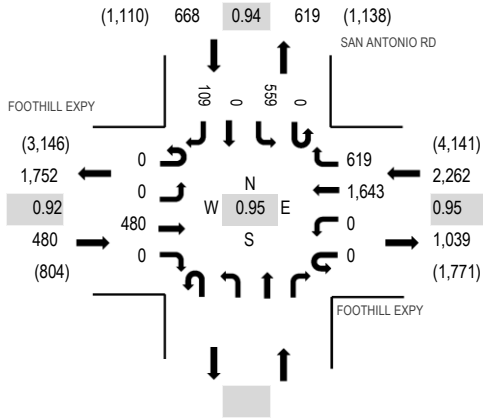 (1,110) 668 0.94 619 (1,138)
SAN ANTONIO RD
109 0 559 0
FOOTHILL EXPY
(3,146)
1,752
0.92
480
(804)
0
0
480
0
N
W 0.95 E
S
619
1,643
0
0
(4,141)
2,262
0.95
1,039
(1,771)
FOOTHILL EXPY